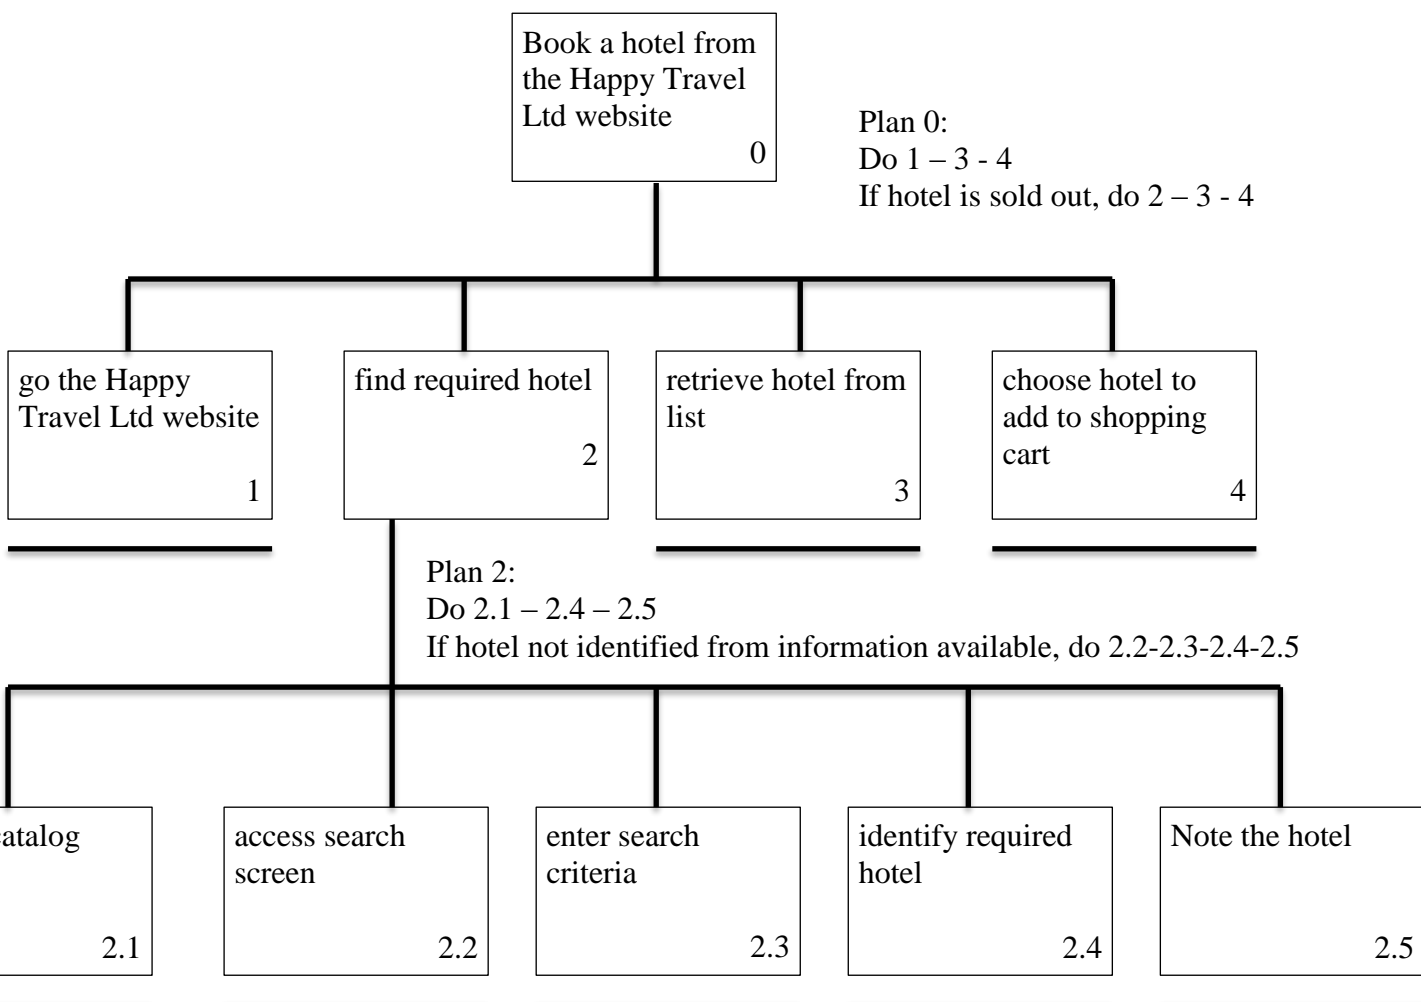 Book a hotel from
the Happy Travel
Ltd website
0
Plan 0:
Do 1 – 3 - 4
If hotel is sold out, do 2 – 3 - 4
go the Happy
Travel Ltd website
1
find required hotel
2
retrieve hotel from
list
3
choose hotel to
add to shopping
cart
4
Plan 2:
Do 2.1 – 2.4 – 2.5
If hotel not identified from information available, do 2.2-2.3-2.4-2.5
2.1
access search
screen
2.2
enter search
criteria
2.3
identify required
hotel
2.4
Note the hotel
2.5